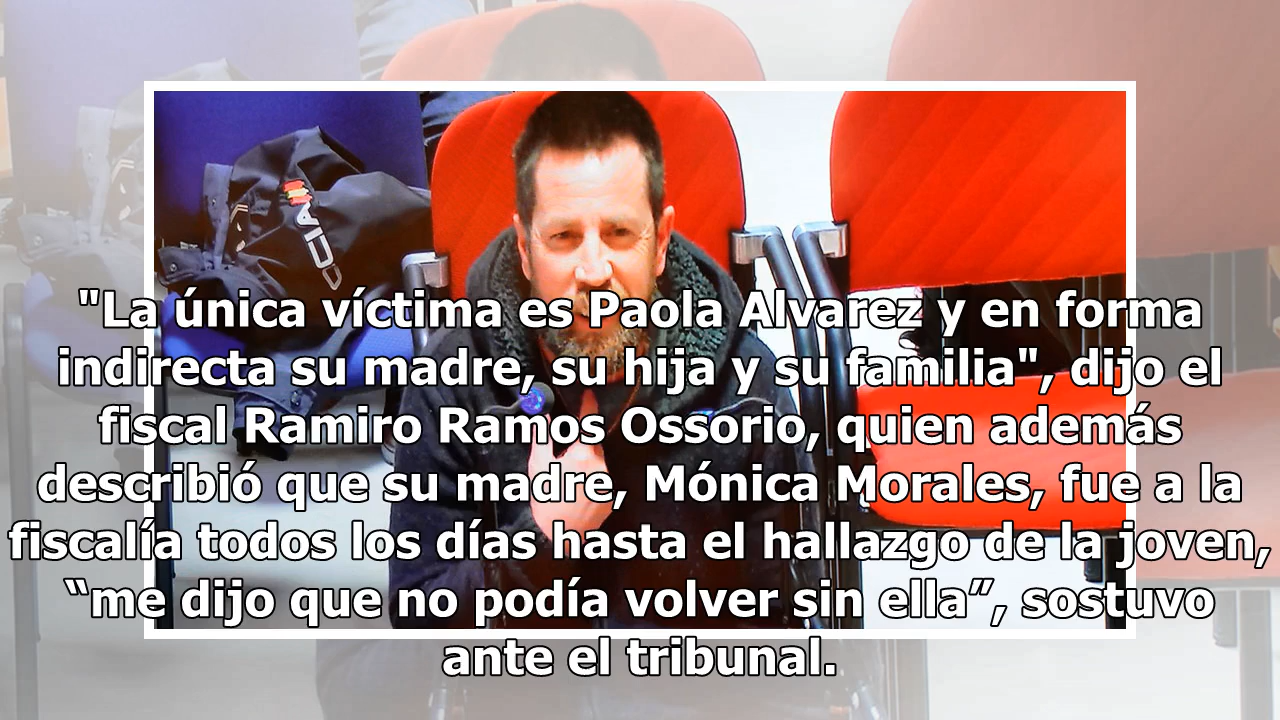 "La única víctima es Paola Alvarez y en forma
indirecta su madre, su hija y su familia", dijo el
fiscal Ramiro Ramos Ossorio, quien además
describió que su madre, Mónica Morales, fue a la
fiscalía todos los días hasta el hallazgo de la joven,
“me dijo que no podía volver sin ella”, sostuvo
ante el tribunal.